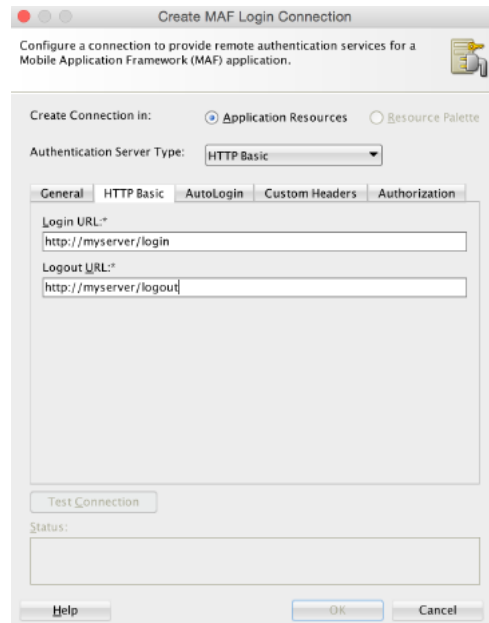 Create MAF Login Connection
Configure a connection to provide remote authentication services for a
Mobile Application Framework (MAF) application.
Create Connection in: Application Resources Resource Palette
Authentication Server Type: HTTP Basic
General HTTP Basic AutoLogin Custom Headers Authorization
Login URL:*
http://myserver/login
Logout URL:*
http://myserver/logout
Test Connection
Status:
Help OK Cancel